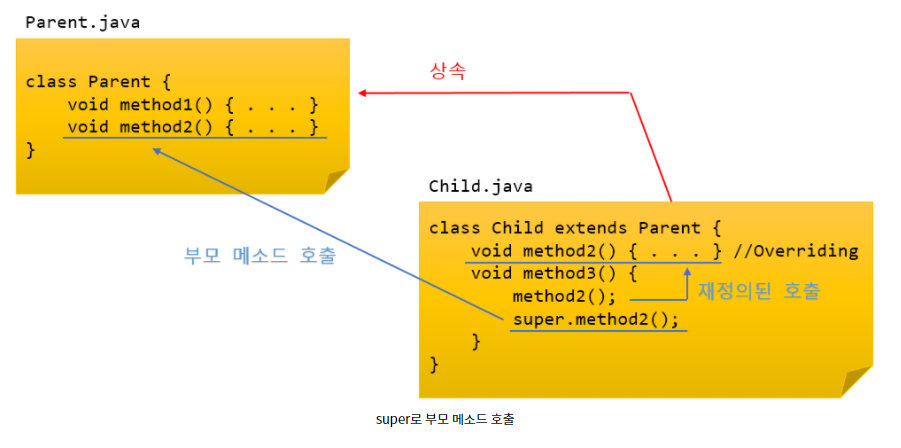 Parent.java
class Parent {
void method1() { . . . }
void method2() { . . . }
}
상속
부모 메소드 호출
Child.java
class Child extends Parent {
void method2() { . . . } //Overriding
void method3() {
method2();
재정의된 호출
super.method2();
}
}
super로 부모 메소드 호출